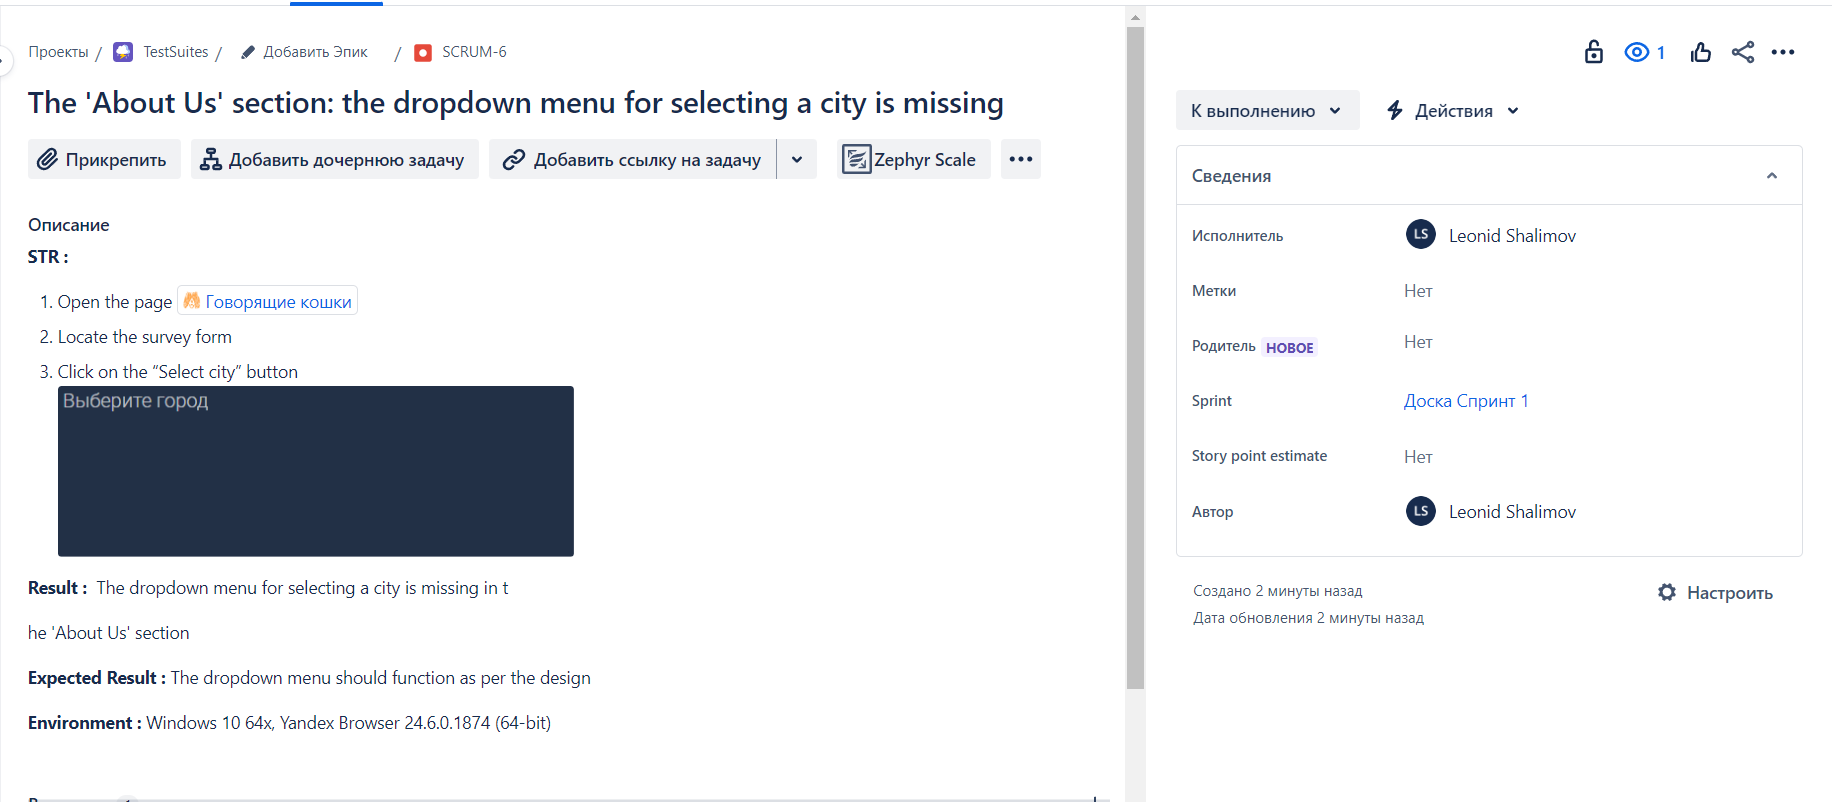 Проекты / TestSuites / Добавить Эпик / SCRUM-6
The 'About Us' section: the dropdown menu for selecting a city is missing
Прикрепить Добавить дочернюю задачу Добавить ссылку на задачу Zephyr Scale
Описание
STR :
1. Open the page Говорящие кошки
2. Locate the survey form
3. Click on the “Select city” button
Выберите город
Result : The dropdown menu for selecting a city is missing in t
he 'About Us' section
Expected Result : The dropdown menu should function as per the design
Environment : Windows 10 64x, Yandex Browser 24.6.0.1874 (64-bit)
1
К выполнению Действия
Сведения
Исполнитель LS Leonid Shalimov
Метки Нет
Родитель НОВОЕ Нет
Sprint Доска Спринт 1
Story point estimate Нет
Автор LS Leonid Shalimov
Создано 2 минуты назад
Настроить
Дата обновления 2 минуты назад